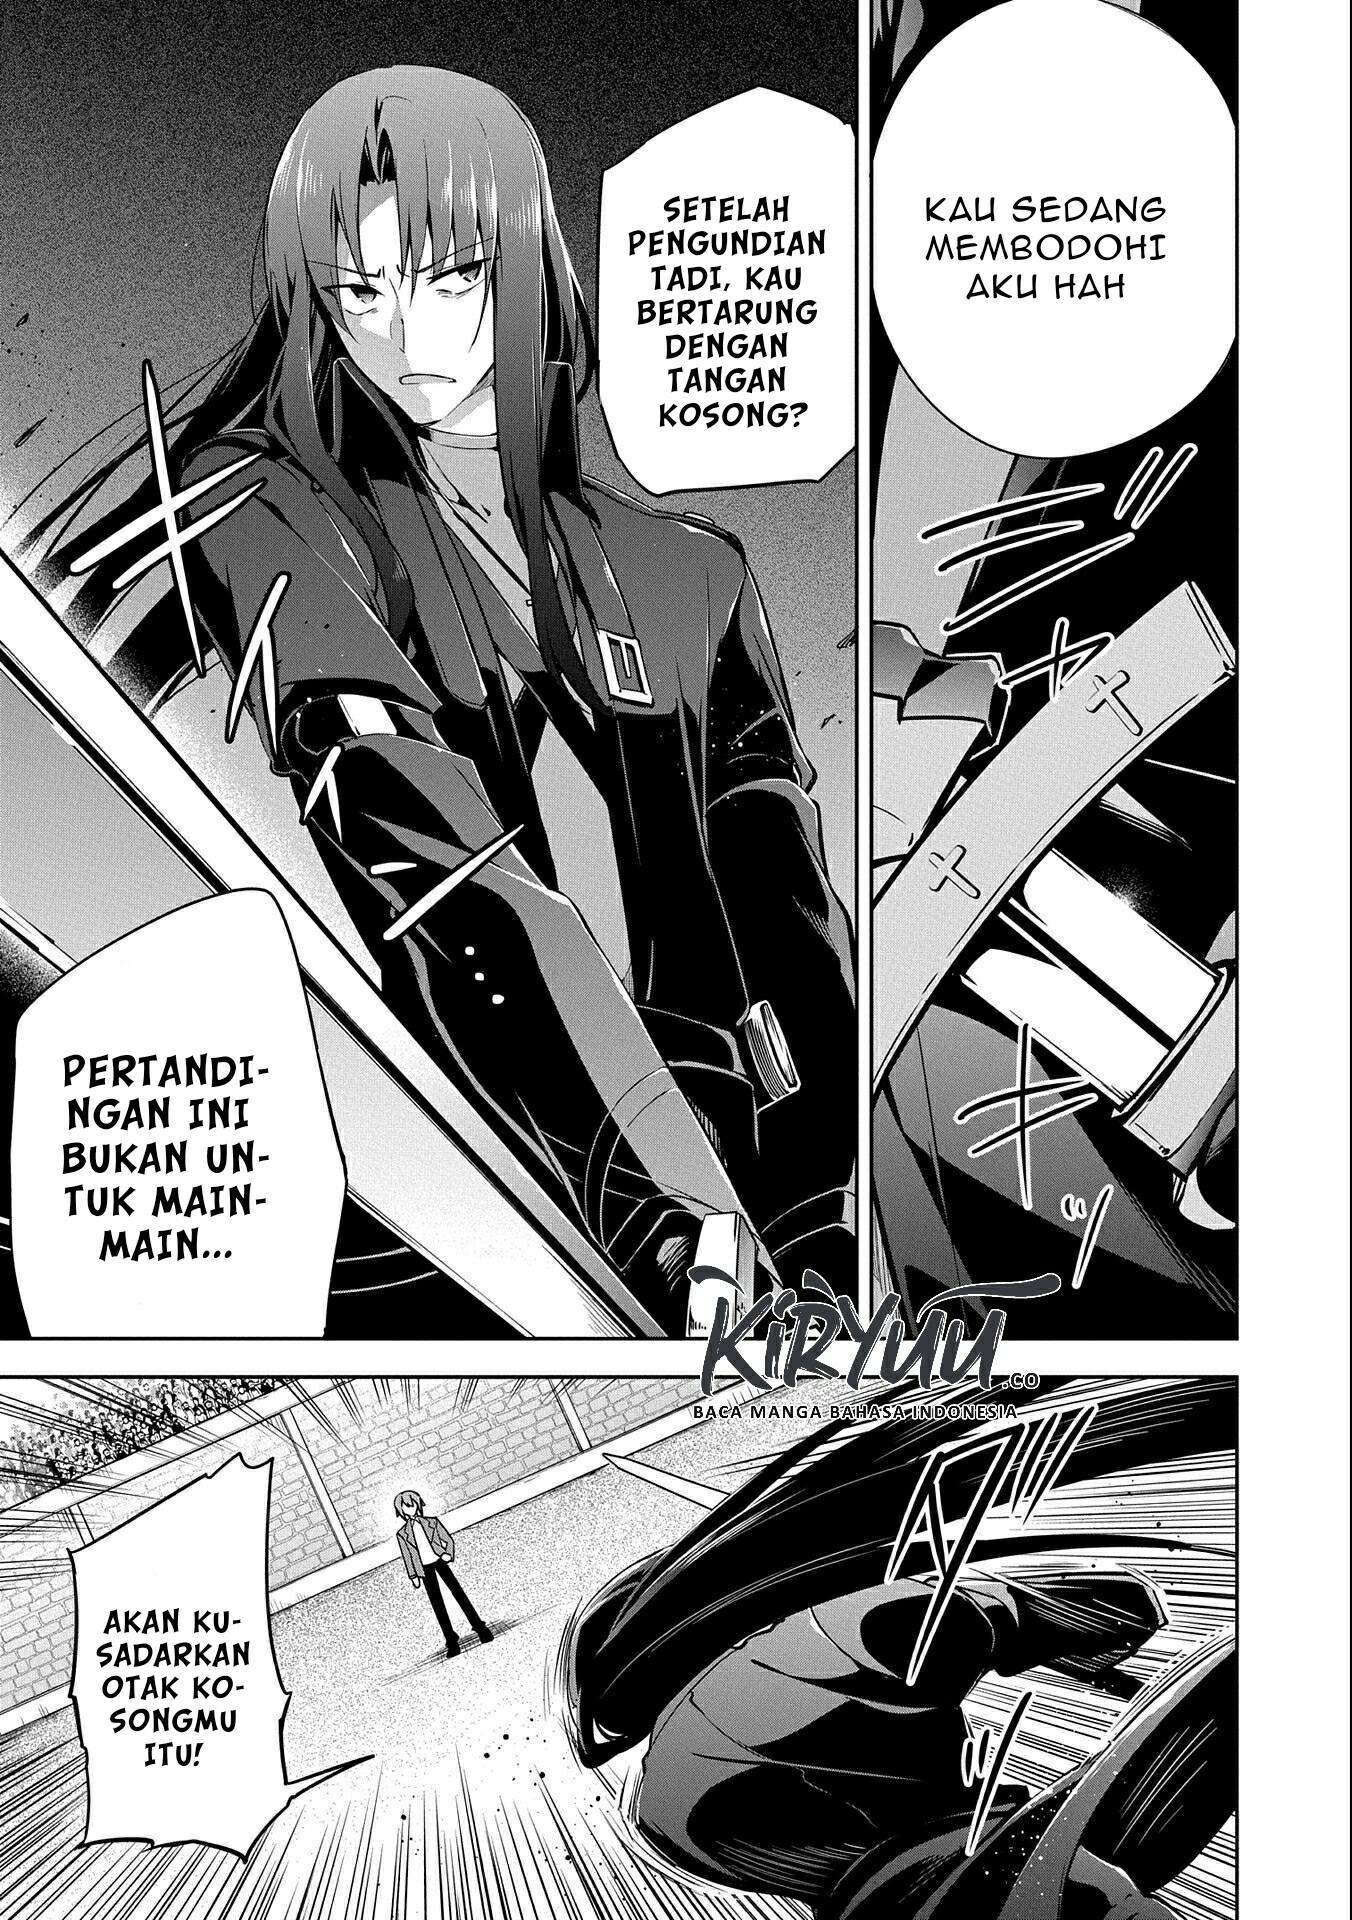 KAU SEDANG
MEMBODOHI
AKU HAH
SETELAH
PENGUNDIAN
TADI, KAU
BERTARUNG
DENGAN
TANGAN
KOSONG?
PERTANDI-
NGAN INI
BUKAN UN-
TUK MAIN-
MAIN...
KIRYUU
.CO
BACA MANGA BAHASA INDONESIA
AKAN KU-
SADARKAN
OTAK KO-
SONGMU
ITU!